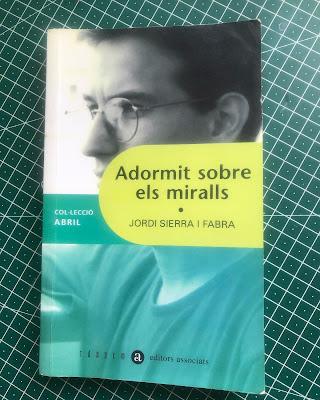 Adormit sobre
els miralls
COL·LECCIÓ
ABRIL
JORDI SIERRA I FABRA
a editors associats